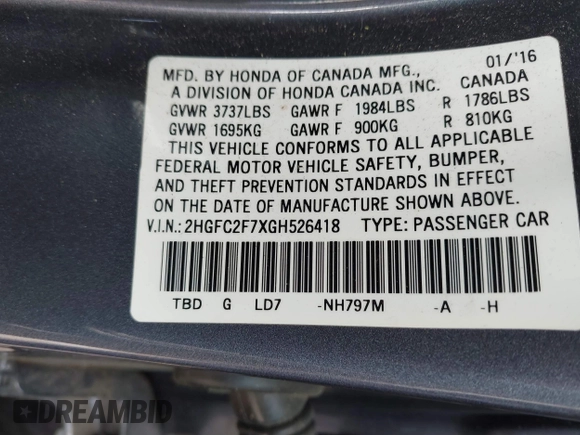 01/'16
MFD. BY HONDA OF CANADA MFG., CANADA
A DIVISION OF HONDA CANADA INC.
GVWR 3737LBS GAWR F 1984LBS R 1786LBS
GVWR 1695KG GAWR F 900KG R 810KG
THIS VEHICLE CONFORMS TO ALL APPLICABLE
FEDERAL MOTOR VEHICLE SAFETY, BUMPER,
AND THEFT PREVENTION STANDARDS IN EFFECT
ON THE DATE OF MANUFACTURE SHOWN ABOVE.
V.I.N.: 2HGFC2F7XGH526418 TYPE: PASSENGER CAR
TBD G LD7 -NH797M -A -H
DREAMBID